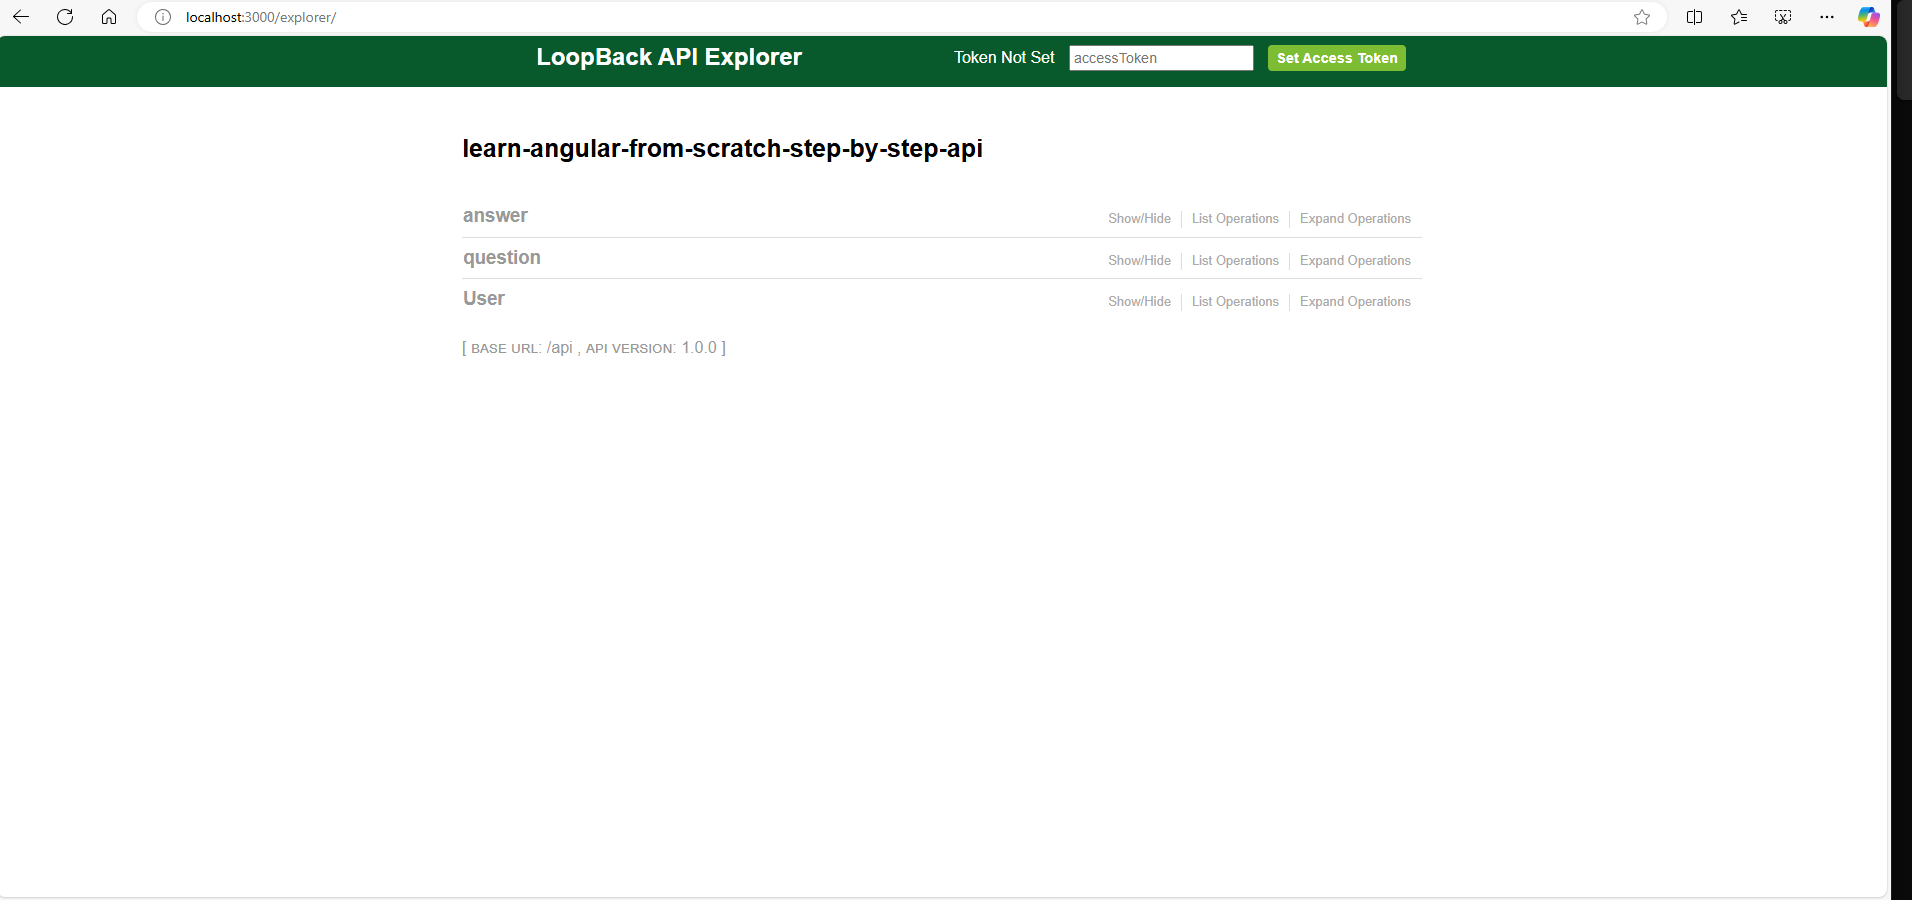 localhost:3000/explorer/
LoopBack API Explorer Token Not Set accessToken Set Access Token
learn-angular-from-scratch-step-by-step-api
answer Show/Hide List Operations Expand Operations
question Show/Hide List Operations Expand Operations
User Show/Hide List Operations Expand Operations
[ BASE URL: /api , API VERSION: 1.0.0 ]